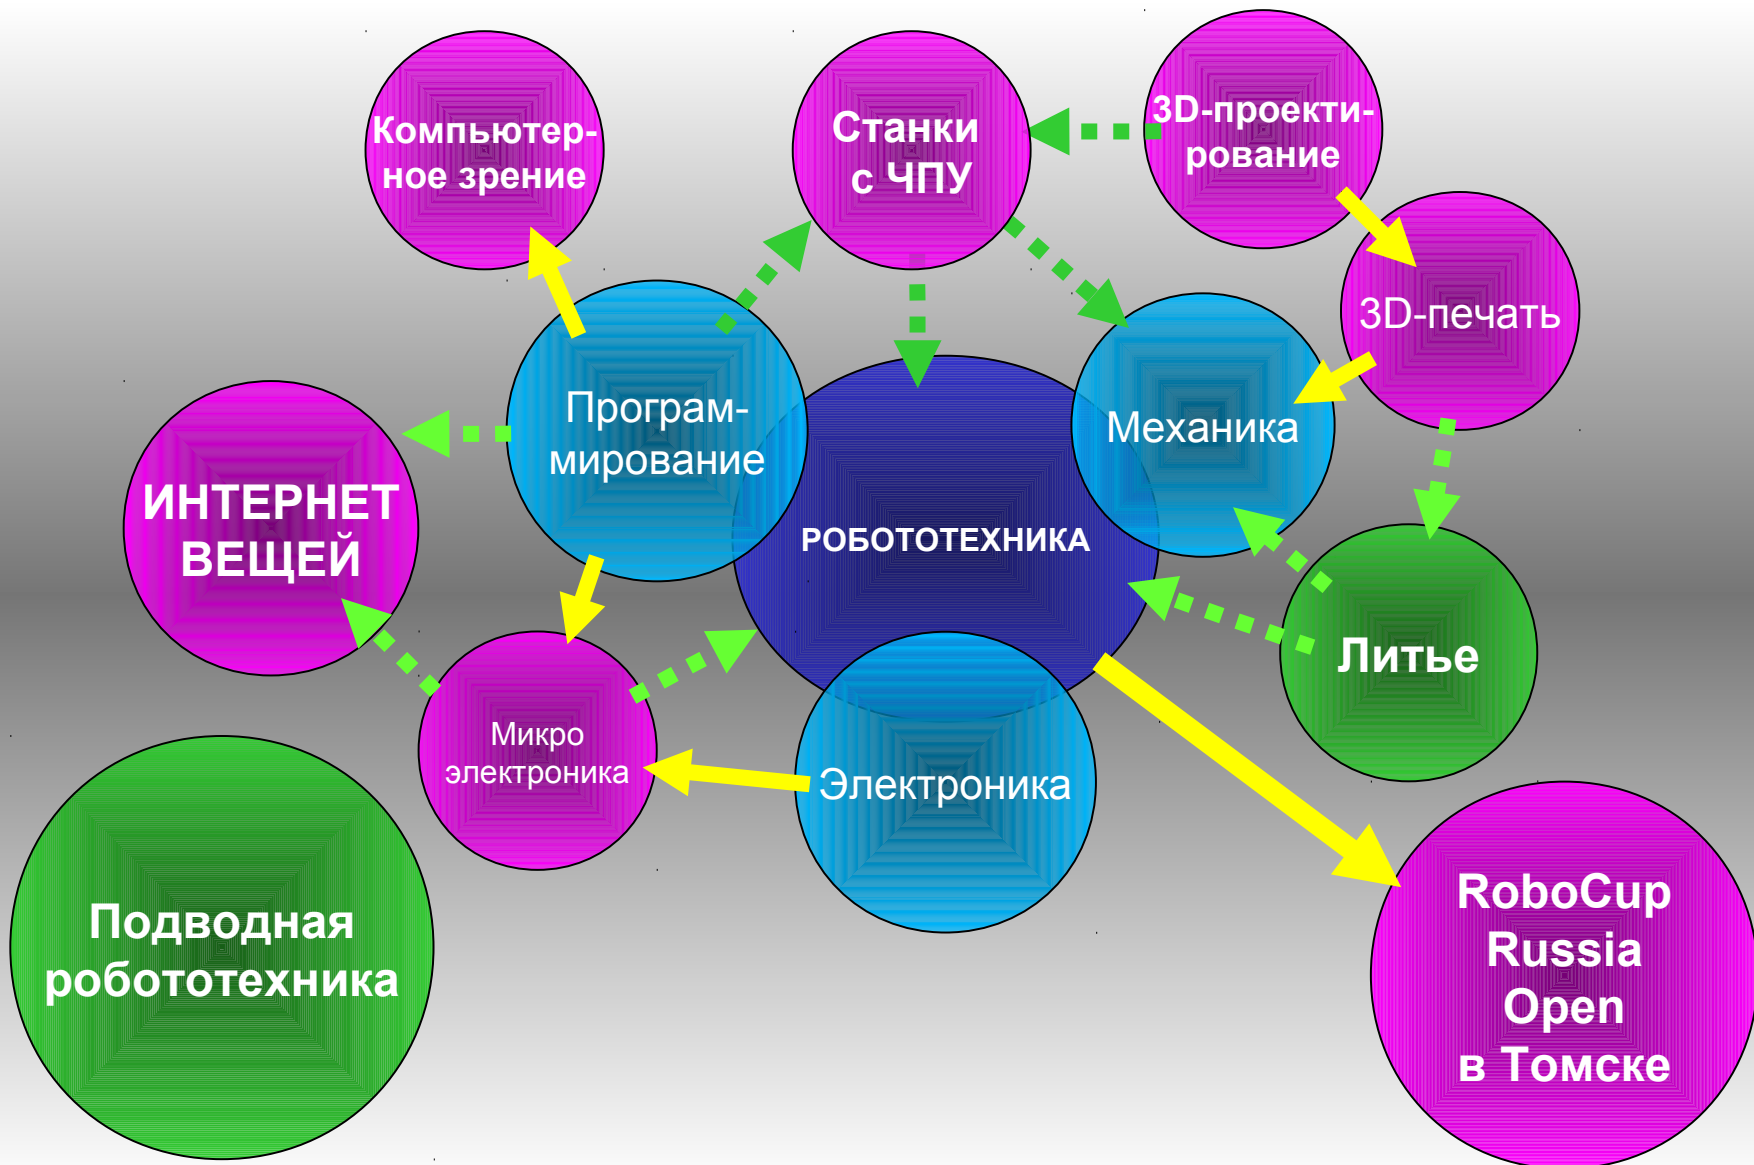 Компьютер-
ное зрение
Станки
с ЧПУ
3D-проекти-
рование
3D-печать
Програм-
мирование
Механика
ИНТЕРНЕТ
ВЕЩЕЙ
РОБОТОТЕХНИКА
Литье
Микро
электроника
Электроника
Подводная
робототехника
RoboCup
Russia
Open
в Томске